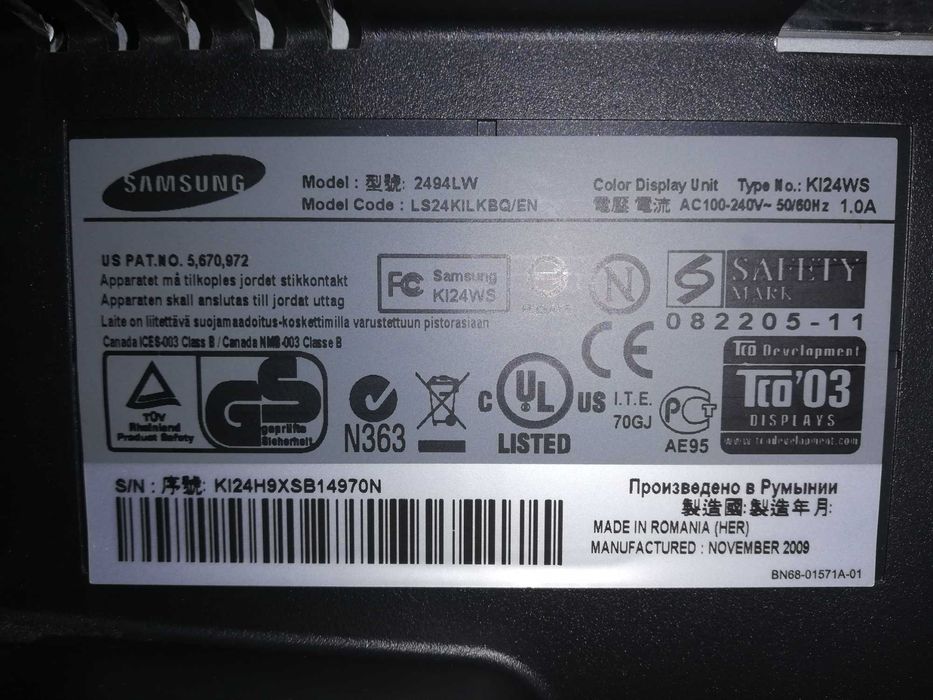 SAMSUNG
Model : 型號: 2494LW
Model Code : LS24KILKBQ/EN
Color Display Unit Type No.: KI24WS
電壓 電流 AC100-240V~ 50/60Hz 1.0A
US PAT.NO. 5,670,972
Apparatet må tilkoples jordet stikkontakt
Apparaten skall anslutas till jordat uttag
Laite on liitettävä suojamaadoitus-koskettimilla varustettuun pistorasiaan
Canada ICES-003 Class B / Canada NMB-003 Classe B
FC Samsung
KI24WS
N
S SAFETY
MARK
082205-11
CE
TÜV
Rheinland
Product Safety
GS
geprüfte
Sicherheit
N363
C UL US
LISTED
I.T.E.
70GJ
PCT
AE95
TCO Development
TCO'03
DISPLAYS
www.tcodevelopment.com
S/N : 序號: KI24H9XSB14970N
Произведено в Румынии
製造國:製造年月:
MADE IN ROMANIA (HER)
MANUFACTURED : NOVEMBER 2009
BN68-01571A-01